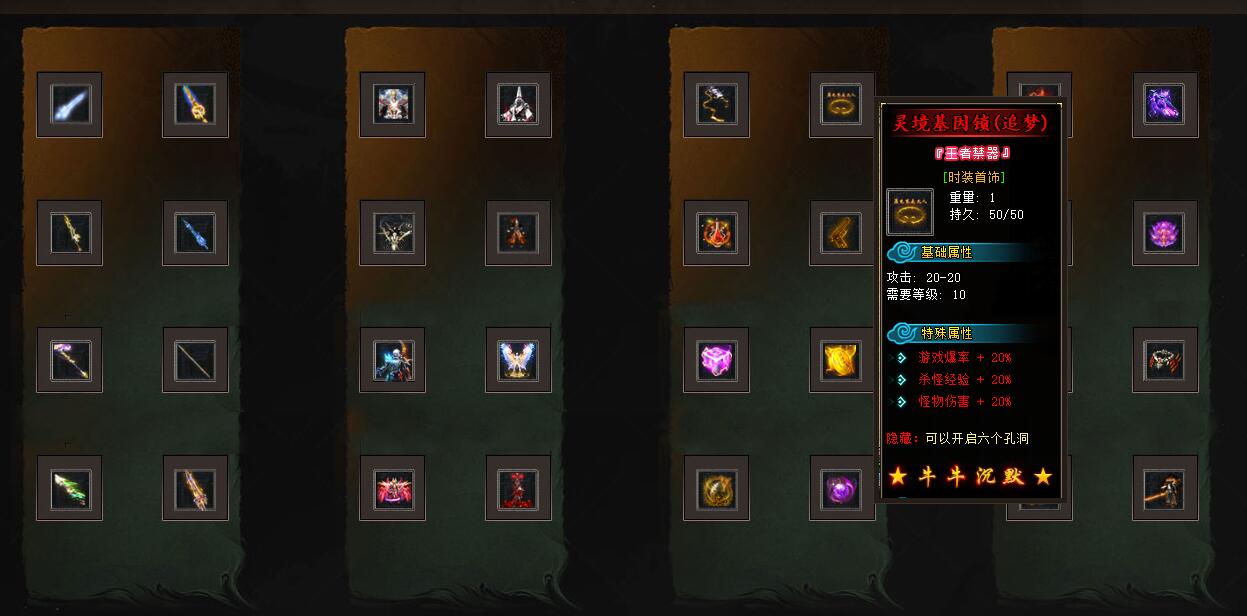 灵境基因锁(追梦)
『王者禁器』
[时装首饰]
重量: 1
持久: 50/50
基础属性
攻击: 20-20
需要等级: 10
特殊属性
游戏爆率 + 20%
杀怪经验 + 20%
怪物伤害 + 20%
隐藏: 可以开启六个孔洞
★ 牛牛沉默 ★